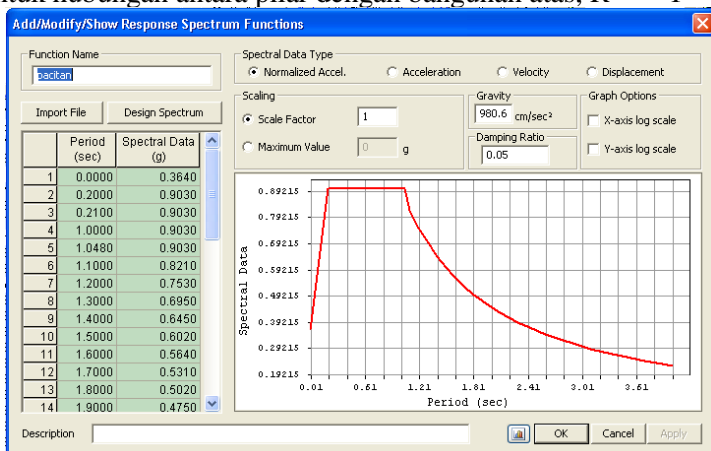 antara pilar dengan bangunan atas, R
Add/Modify/Show Response Spectrum Functions
Function Name
pacitan
Import File Design Spectrum
Period (sec) Spectral Data (g)
1 0.0000 0.3640
2 0.2000 0.9030
3 0.2100 0.9030
4 1.0000 0.9030
5 1.0480 0.9030
6 1.1000 0.8210
7 1.2000 0.7530
8 1.3000 0.6950
9 1.4000 0.6450
10 1.5000 0.6020
11 1.6000 0.5640
12 1.7000 0.5310
13 1.8000 0.5020
14 1.9000 0.4750
Spectral Data Type
Normalized Accel. Acceleration Velocity Displacement
Scaling
Scale Factor 1
Maximum Value 0 g
Gravity
980.6 cm/sec²
Damping Ratio
0.05
Graph Options
X-axis log scale
Y-axis log scale
Spectral Data
0.89215
0.79215
0.69215
0.59215
0.49215
0.39215
0.29215
0.19215
0.01 0.61 1.21 1.81 2.41 3.01 3.61
Period (sec)
Description
OK Cancel Apply